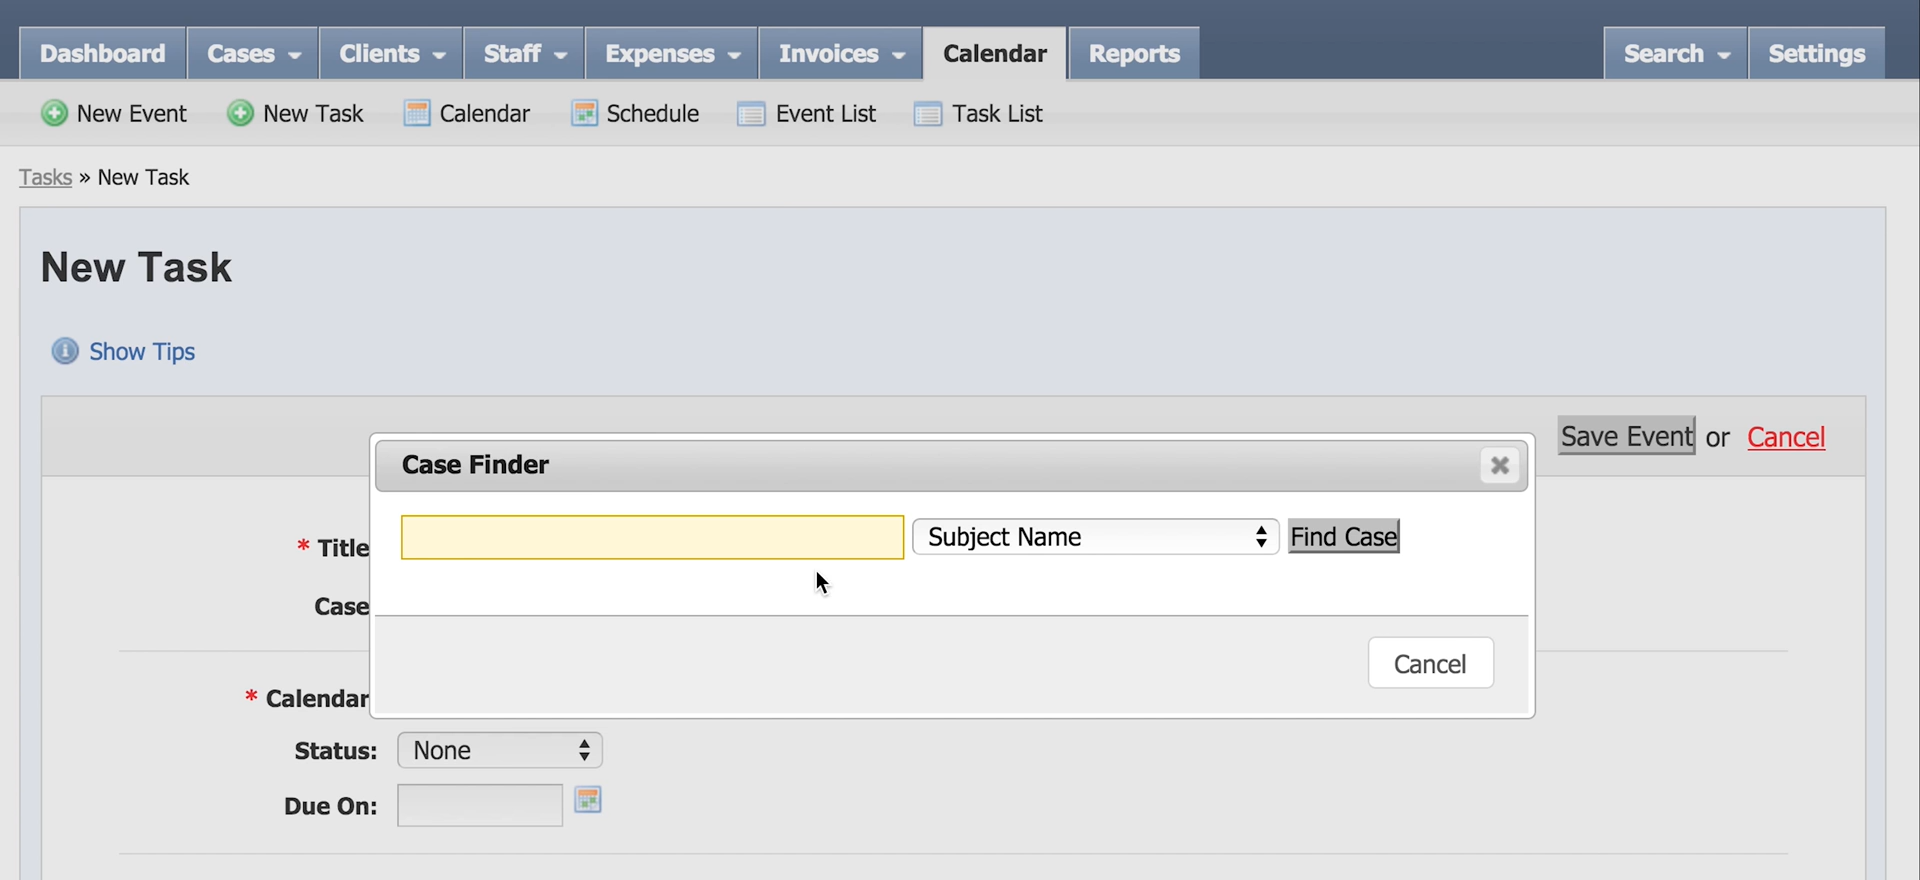 Dashboard Cases Clients Staff Expenses Invoices Calendar Reports Search Settings
New Event New Task Calendar Schedule Event List Task List
Tasks » New Task
New Task
Show Tips
Save Event or Cancel
Case Finder
Subject Name Find Case
* Title
Case
Cancel
* Calendar
Status: None
Due On: